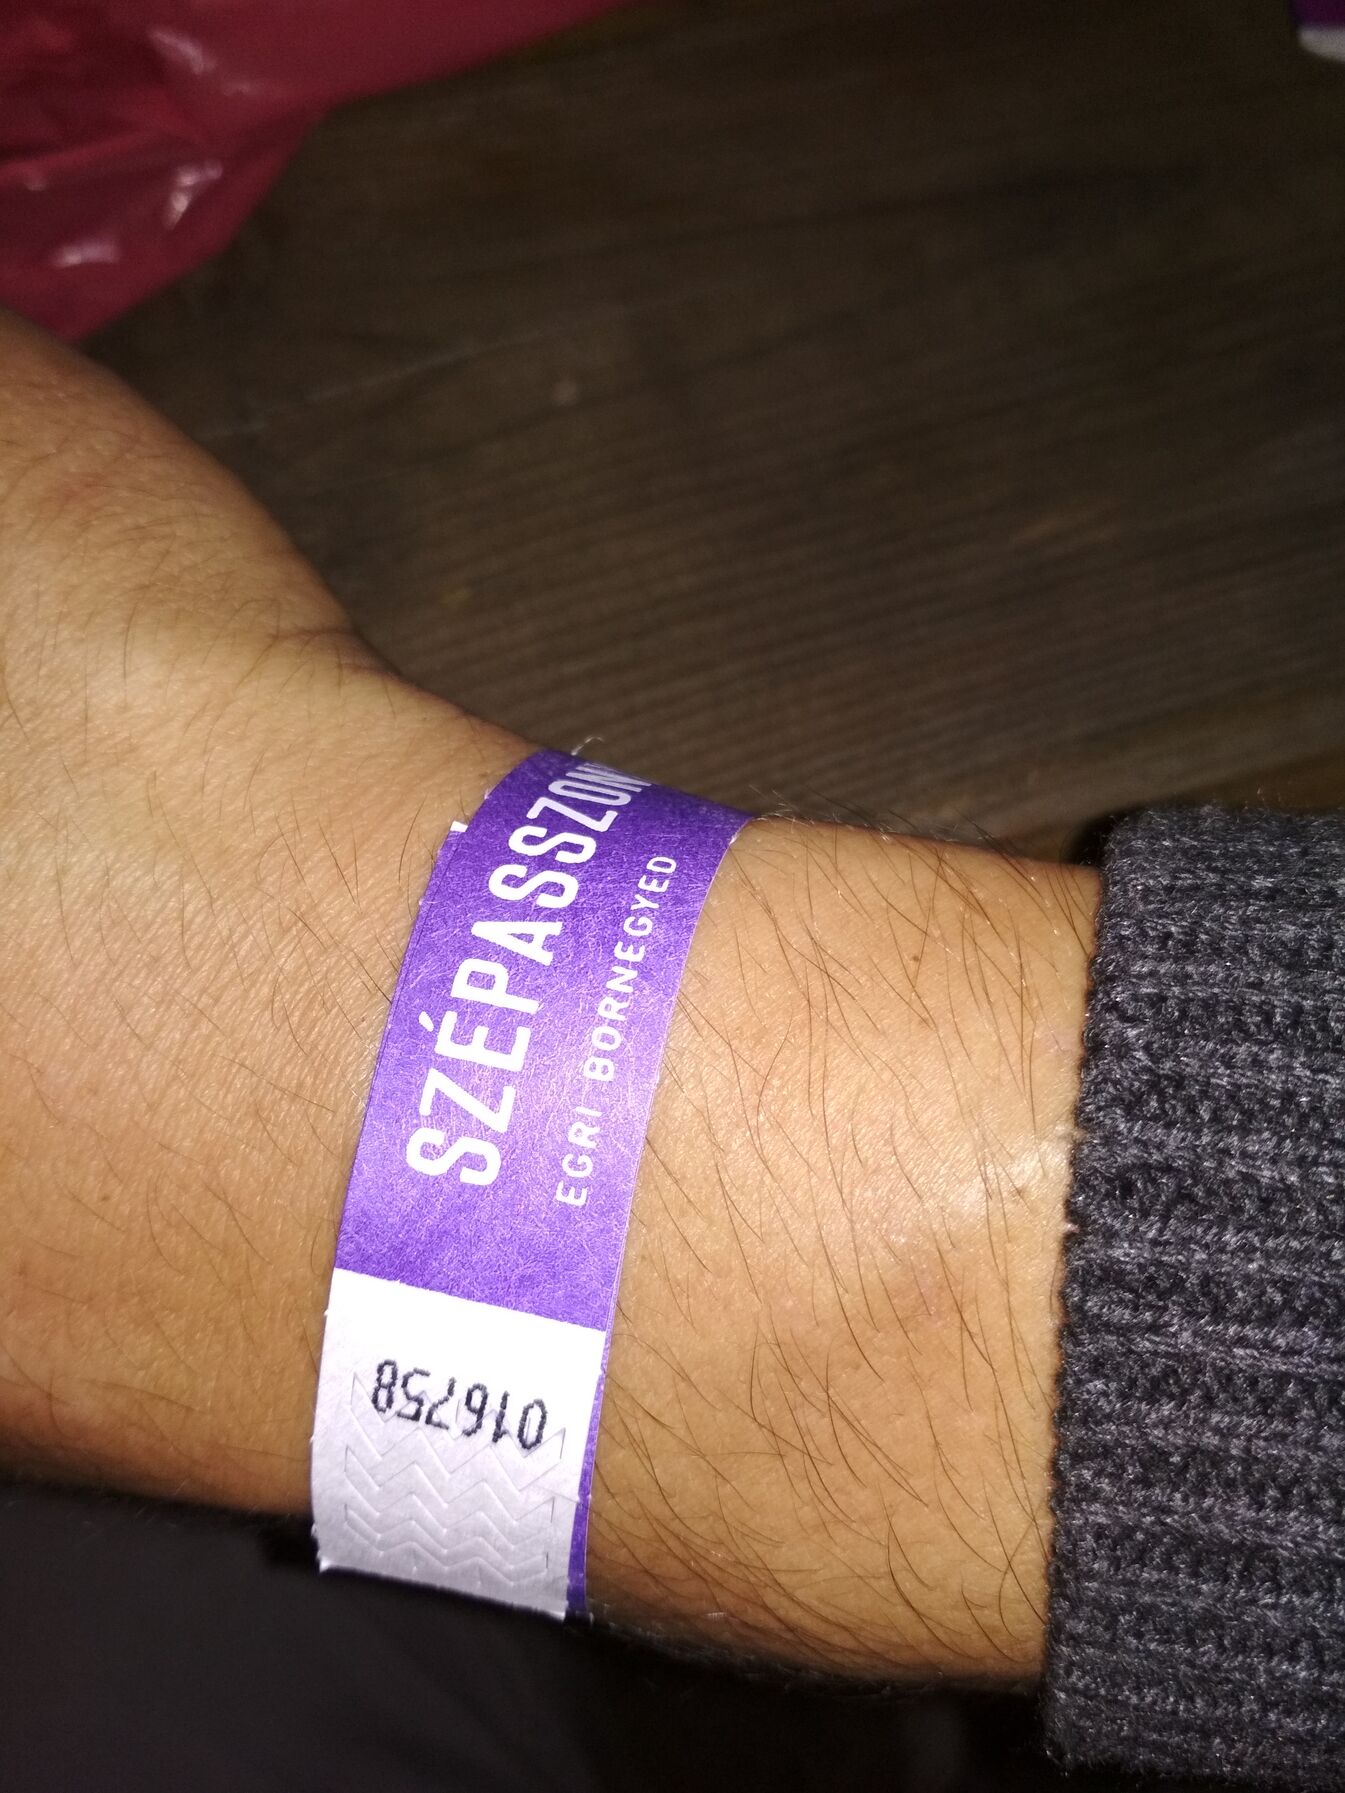 SZÉPASSZON
EGRI BORNEGYED
016758